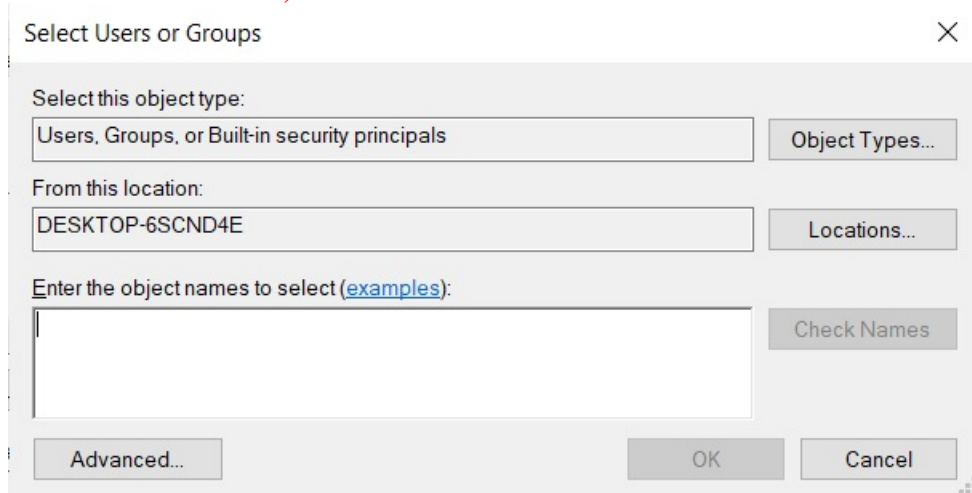 Select Users or Groups
Select this object type:
Users, Groups, or Built-in security principals
Object Types...
From this location:
DESKTOP-6SCND4E
Locations...
Enter the object names to select (examples):
Check Names
Advanced...
OK
Cancel